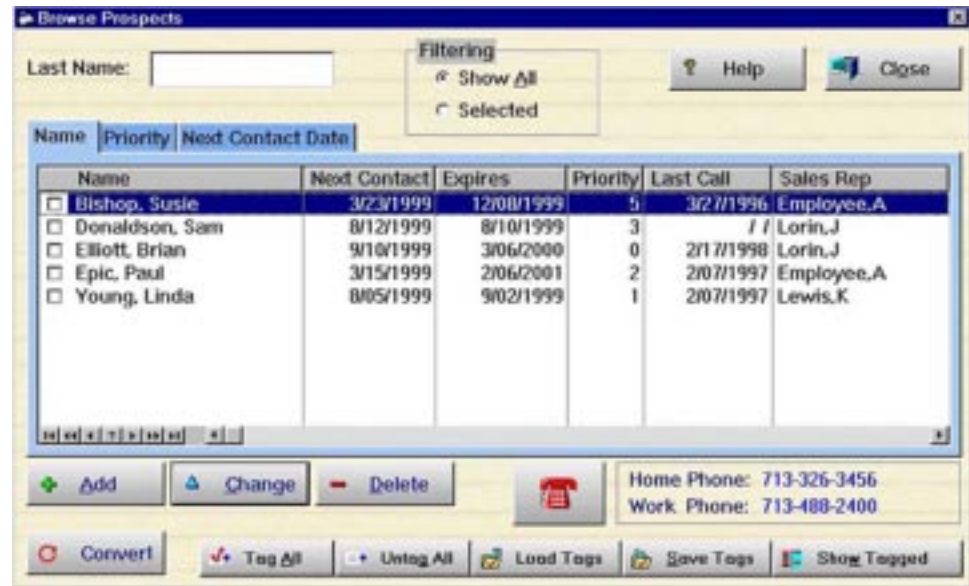 Browse Prospects
Last Name:
Filtering
Show All
Selected
Help
Close
Name Priority Next Contact Date
Name Next Contact Expires Priority Last Call Sales Rep
Bishop, Susie 3/23/1999 12/08/1999 5 3/27/1996 Employee,A
Donaldson, Sam 8/12/1999 8/10/1999 3 / / Lorin,J
Elliott, Brian 9/10/1999 3/06/2000 0 2/17/1998 Lorin,J
Epic, Paul 3/15/1999 2/06/2001 2 2/07/1997 Employee,A
Young, Linda 8/05/1999 9/02/1999 1 2/07/1997 Lewis,K
Add Change Delete
Home Phone: 713-326-3456
Work Phone: 713-488-2400
Convert Tag All Untag All Load Tags Save Tags Show Tagged